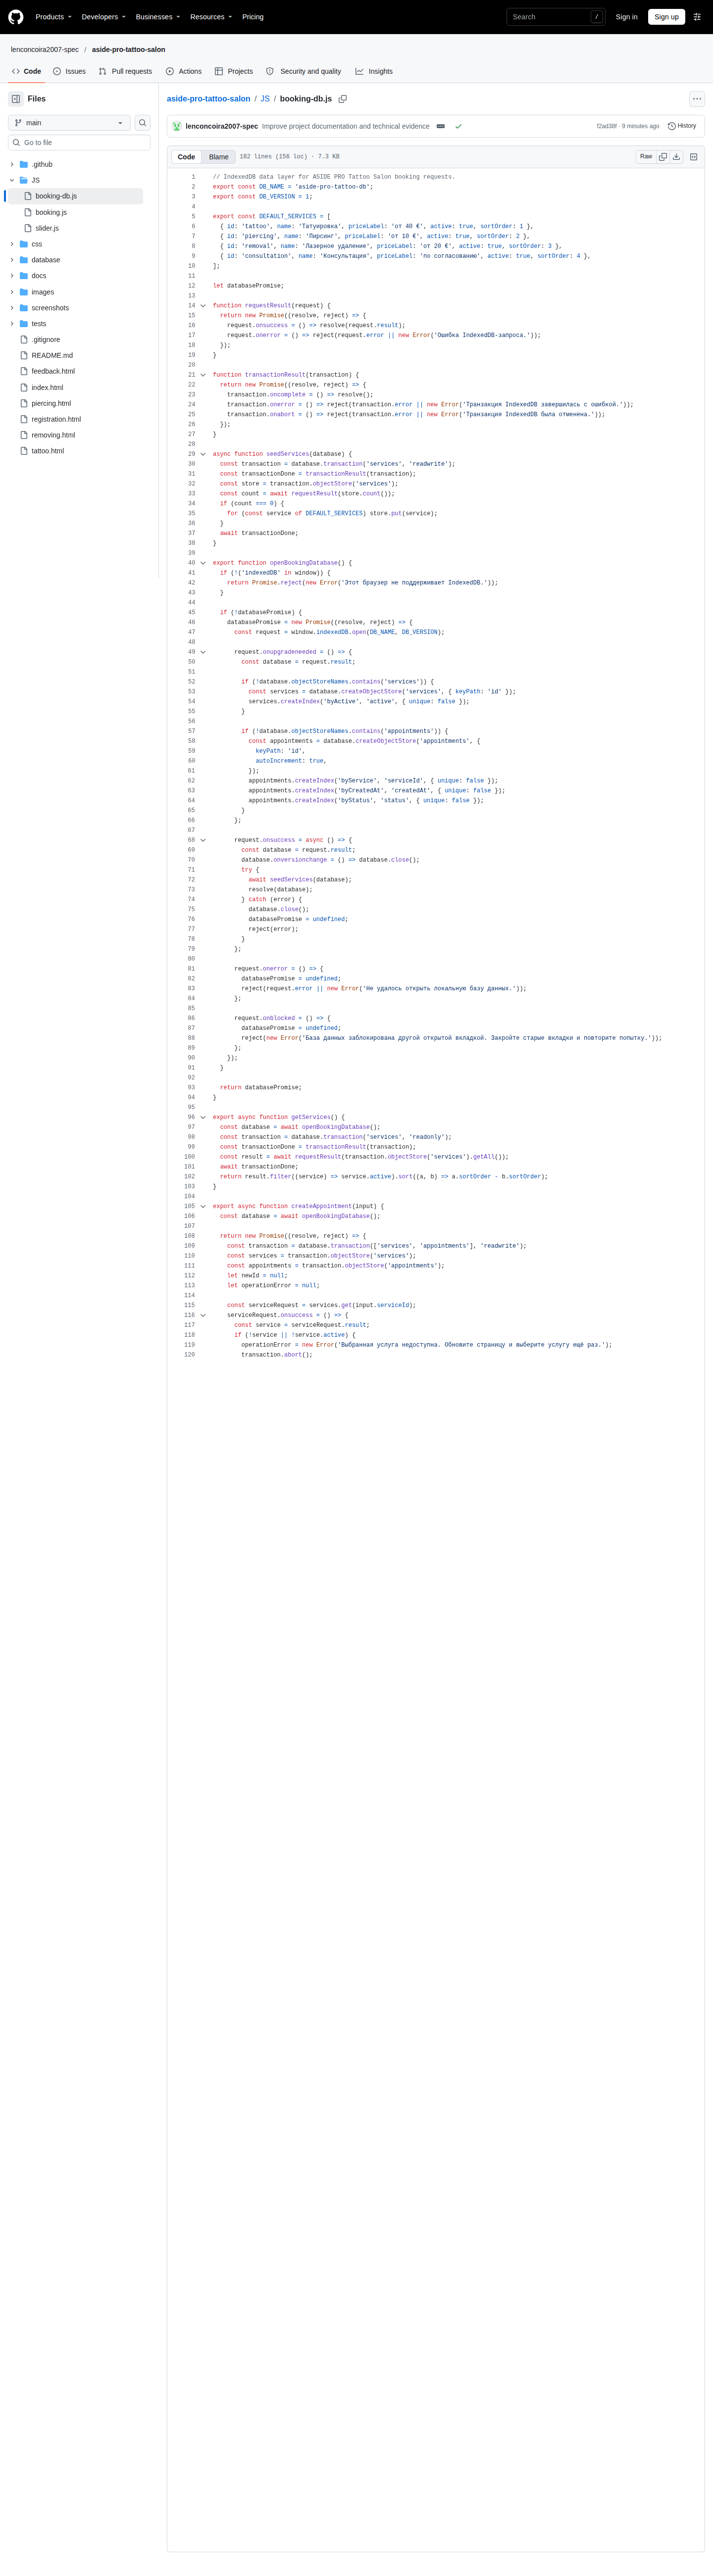 Products Developers Businesses Resources Pricing Search / Sign in Sign up
lenconcoira2007-spec / aside-pro-tattoo-salon
Code Issues Pull requests Actions Projects Security and quality Insights
Files
main
Go to file
.github
JS
booking-db.js
booking.js
slider.js
css
database
docs
images
screenshots
tests
.gitignore
README.md
feedback.html
index.html
piercing.html
registration.html
removing.html
tattoo.html
aside-pro-tattoo-salon / JS / booking-db.js
lenconcoira2007-spec Improve project documentation and technical evidence f2ad38f · 9 minutes ago History
Code Blame 182 lines (156 loc) · 7.3 KB Raw
1 // IndexedDB data layer for ASIDE PRO Tattoo Salon booking requests.
2 export const DB_NAME = 'aside-pro-tattoo-db';
3 export const DB_VERSION = 1;
4
5 export const DEFAULT_SERVICES = [
6 { id: 'tattoo', name: 'Татуировка', priceLabel: 'от 40 €', active: true, sortOrder: 1 },
7 { id: 'piercing', name: 'Пирсинг', priceLabel: 'от 10 €', active: true, sortOrder: 2 },
8 { id: 'removal', name: 'Лазерное удаление', priceLabel: 'от 20 €', active: true, sortOrder: 3 },
9 { id: 'consultation', name: 'Консультация', priceLabel: 'по согласованию', active: true, sortOrder: 4 },
10 ];
11
12 let databasePromise;
13
14 function requestResult(request) {
15 return new Promise((resolve, reject) => {
16 request.onsuccess = () => resolve(request.result);
17 request.onerror = () => reject(request.error || new Error('Ошибка IndexedDB-запроса.'));
18 });
19 }
20
21 function transactionResult(transaction) {
22 return new Promise((resolve, reject) => {
23 transaction.oncomplete = () => resolve();
24 transaction.onerror = () => reject(transaction.error || new Error('Транзакция IndexedDB завершилась с ошибкой.'));
25 transaction.onabort = () => reject(transaction.error || new Error('Транзакция IndexedDB была отменена.'));
26 });
27 }
28
29 async function seedServices(database) {
30 const transaction = database.transaction('services', 'readwrite');
31 const transactionDone = transactionResult(transaction);
32 const store = transaction.objectStore('services');
33 const count = await requestResult(store.count());
34 if (count === 0) {
35 for (const service of DEFAULT_SERVICES) store.put(service);
36 }
37 await transactionDone;
38 }
39
40 export function openBookingDatabase() {
41 if (!('indexedDB' in window)) {
42 return Promise.reject(new Error('Этот браузер не поддерживает IndexedDB.'));
43 }
44
45 if (!databasePromise) {
46 databasePromise = new Promise((resolve, reject) => {
47 const request = window.indexedDB.open(DB_NAME, DB_VERSION);
48
49 request.onupgradeneeded = () => {
50 const database = request.result;
51
52 if (!database.objectStoreNames.contains('services')) {
53 const services = database.createObjectStore('services', { keyPath: 'id' });
54 services.createIndex('byActive', 'active', { unique: false });
55 }
56
57 if (!database.objectStoreNames.contains('appointments')) {
58 const appointments = database.createObjectStore('appointments', {
59 keyPath: 'id',
60 autoIncrement: true,
61 });
62 appointments.createIndex('byService', 'serviceId', { unique: false });
63 appointments.createIndex('byCreatedAt', 'createdAt', { unique: false });
64 appointments.createIndex('byStatus', 'status', { unique: false });
65 }
66 };
67
68 request.onsuccess = async () => {
69 const database = request.result;
70 database.onversionchange = () => database.close();
71 try {
72 await seedServices(database);
73 resolve(database);
74 } catch (error) {
75 database.close();
76 databasePromise = undefined;
77 reject(error);
78 }
79 };
80
81 request.onerror = () => {
82 databasePromise = undefined;
83 reject(request.error || new Error('Не удалось открыть локальную базу данных.'));
84 };
85
86 request.onblocked = () => {
87 databasePromise = undefined;
88 reject(new Error('База данных заблокирована другой открытой вкладкой. Закройте старые вкладки и повторите попытку.'));
89 };
90 });
91 }
92
93 return databasePromise;
94 }
95
96 export async function getServices() {
97 const database = await openBookingDatabase();
98 const transaction = database.transaction('services', 'readonly');
99 const transactionDone = transactionResult(transaction);
100 const result = await requestResult(transaction.objectStore('services').getAll());
101 await transactionDone;
102 return result.filter((service) => service.active).sort((a, b) => a.sortOrder - b.sortOrder);
103 }
104
105 export async function createAppointment(input) {
106 const database = await openBookingDatabase();
107
108 return new Promise((resolve, reject) => {
109 const transaction = database.transaction(['services', 'appointments'], 'readwrite');
110 const services = transaction.objectStore('services');
111 const appointments = transaction.objectStore('appointments');
112 let newId = null;
113 let operationError = null;
114
115 const serviceRequest = services.get(input.serviceId);
116 serviceRequest.onsuccess = () => {
117 const service = serviceRequest.result;
118 if (!service || !service.active) {
119 operationError = new Error('Выбранная услуга недоступна. Обновите страницу и выберите услугу ещё раз.');
120 transaction.abort();